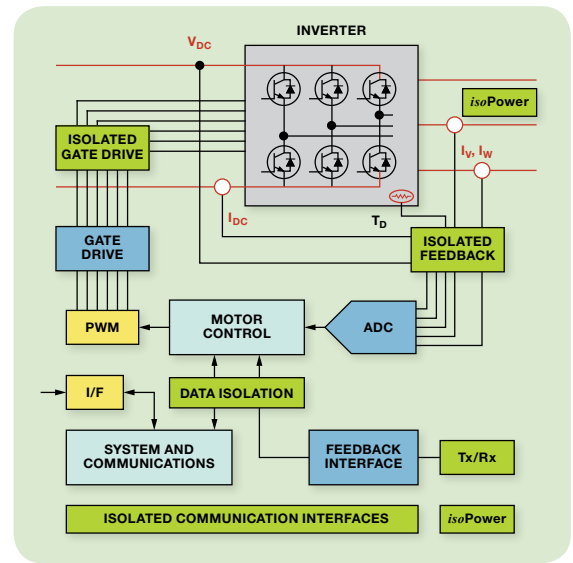 INVERTER
VDC
isoPower
ISOLATED
GATE DRIVE
IV, IW
IDC
TD
ISOLATED
FEEDBACK
GATE
DRIVE
PWM
MOTOR
CONTROL
ADC
I/F
DATA ISOLATION
SYSTEM AND
COMMUNICATIONS
FEEDBACK
INTERFACE
Tx/Rx
ISOLATED COMMUNICATION INTERFACES
isoPower